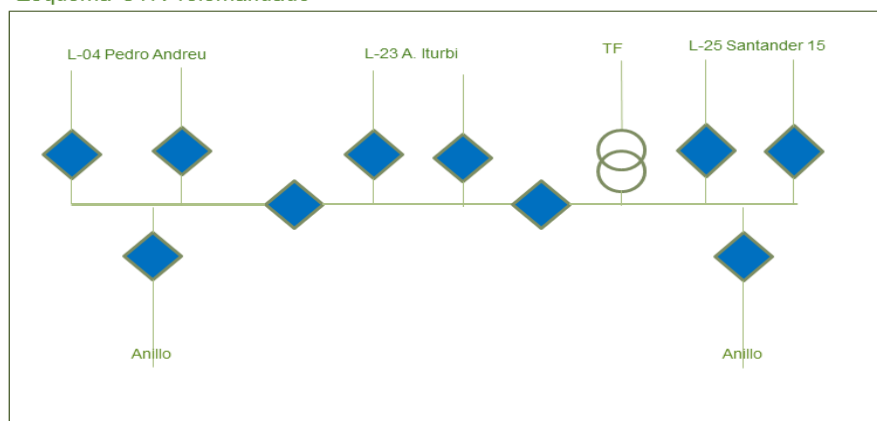 L-04 Pedro Andreu
L-23 A. Iturbi
TF
L-25 Santander 15
Anillo
Anillo